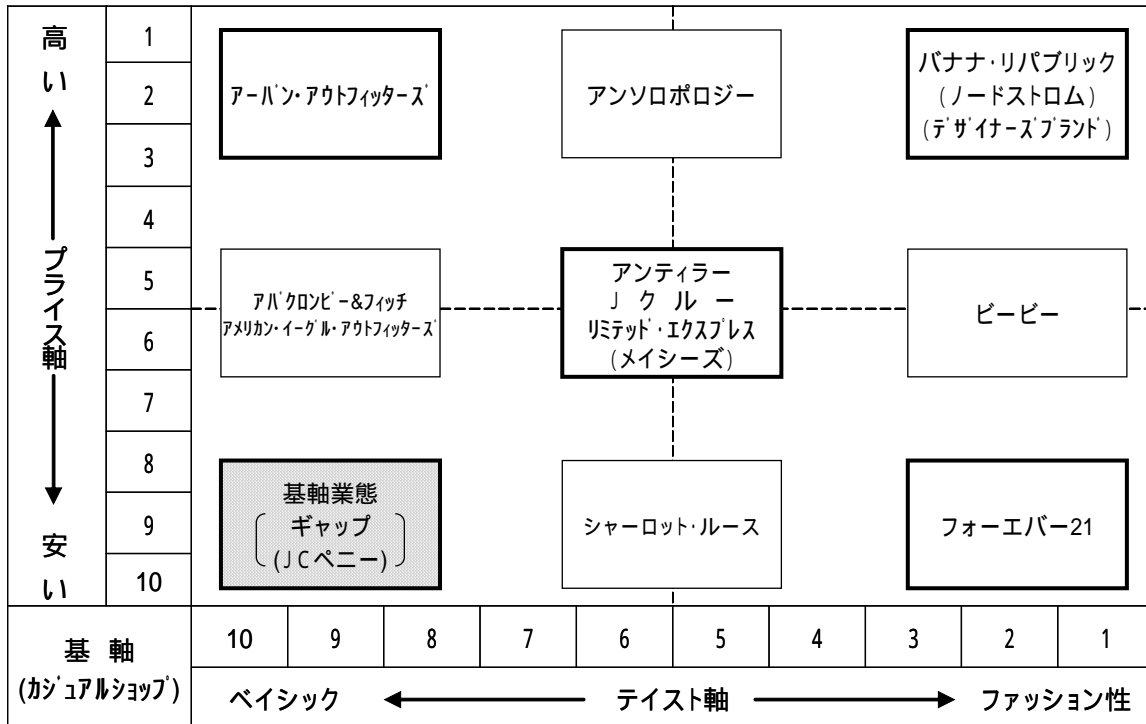 高い
プライス軸
安い
1
2
3
4
5
6
7
8
9
10
アーバン・アウトフィッターズ
アンソロポロジー
バナナ・リパブリック
(ノードストロム)
(デザイナーズブランド)
アバクロンビー&フィッチ
アメリカン・イーグル・アウトフィッターズ
アンティラー
Jクルー
リミテッド・エクスプレス
(メイシーズ)
ビービー
基軸業態
ギャップ
(JCペニー)
シャーロット・ルース
フォーエバー21
基軸
(カジュアルショップ)
10 9 8 7 6 5 4 3 2 1
ベイシック テイスト軸 ファッション性